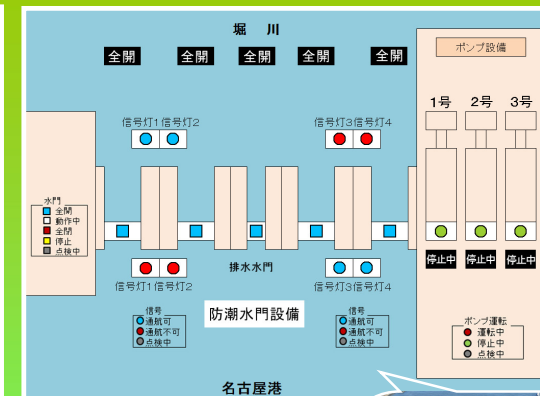 堀 川
全開 全開 全開 全開 全開
ポンプ設備
1号 2号 3号
信号灯1 信号灯2
信号灯3 信号灯4
水門
全開
動作中
全閉
停止
点検中
停止中 停止中 停止中
排水水門
信号灯1 信号灯2
信号灯3 信号灯4
防潮水門設備
信号
通航可
通航不可
点検中
信号
通航可
通航不可
点検中
ポンプ運転
運転中
停止中
点検中
名古屋港